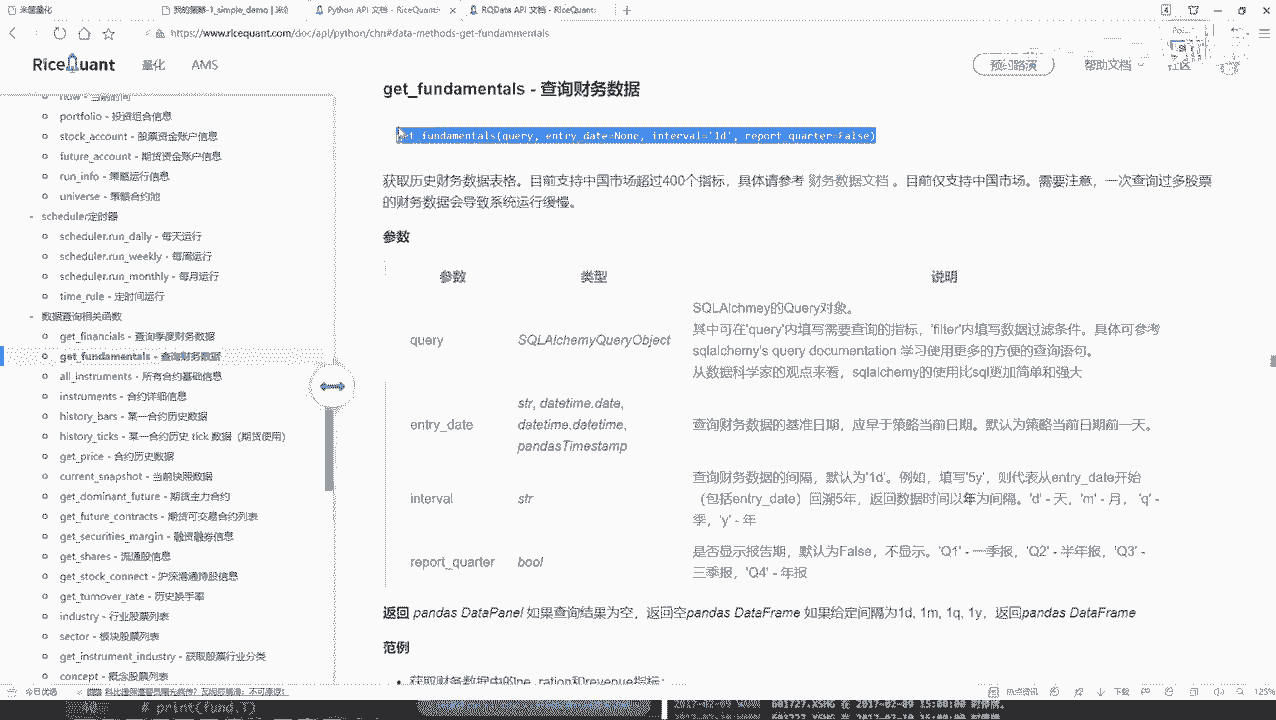 米筐量化
我的策略-1_simple_demo | 米
Python API 文档 - RiceQuant
RQData API 文档 - RiceQuant
https://www.ricequant.com/doc/api/python/chn#data-methods-get-fundamentals
RiceQuant
量化
AMS
预约路演
帮助文档
社区
now - 当前时间
portfolio - 投资组合信息
stock_account - 股票资金账户信息
future_account - 期货资金账户信息
run_info - 策略运行信息
universe - 策略合约池
scheduler定时器
scheduler.run_daily - 每天运行
scheduler.run_weekly - 每周运行
scheduler.run_monthly - 每月运行
time_rule - 定时间运行
数据查询相关函数
get_financials - 查询季度财务数据
get_fundamentals - 查询财务数据
all_instruments - 所有合约基础信息
instruments - 合约详细信息
history_bars - 某一合约历史数据
history_ticks - 某一合约历史 tick 数据（期货使用）
get_price - 合约历史数据
current_snapshot - 当前快照数据
get_dominant_future - 期货主力合约
get_future_contracts - 期货可交易合约列表
get_securities_margin - 融资融券信息
get_shares - 流通股信息
get_stock_connect - 沪深港通持股信息
get_turnover_rate - 历史换手率
industry - 行业股票列表
sector - 板块股票列表
get_instrument_industry - 获取股票行业分类
concept - 概念股票列表
get_fundamentals - 查询财务数据
get_fundamentals(query, entry_date=None, interval='1d', report_quarter=False)
获取历史财务数据表格。目前支持中国市场超过400个指标，具体请参考 财务数据文档 。目前仅支持中国市场。需要注意，一次查询过多股票
的财务数据会导致系统运行缓慢。
参数
参数 类型 说明
query SQLAlchemyQueryObject
SQLAlchmey的Query对象。
其中可在'query'内填写需要查询的指标，'filter'内填写数据过滤条件。具体可参考
sqlalchemy's query documentation 学习使用更多的方便的查询语句。
从数据科学家的观点来看，sqlalchemy的使用比sql更加简单和强大
entry_date
str, datetime.date,
datetime.datetime,
pandasTimestamp
查询财务数据的基准日期，应早于策略当前日期。默认为策略当前日期前一天。
interval str
查询财务数据的间隔，默认为'1d'。例如，填写'5y'，则代表从entry_date开始
（包括entry_date）回溯5年，返回数据时间以年为间隔。'd' - 天，'m' - 月， 'q' -
季，'y' - 年
report_quarter bool
是否显示报告期，默认为False，不显示。'Q1' - 一季报，'Q2' - 半年报，'Q3' -
三季报，'Q4' - 年报
返回 pandas DataPanel 如果查询结果为空，返回空pandas DataFrame 如果给定间隔为1d, 1m, 1q, 1y，返回pandas DataFrame
范例
今日优选
热点资讯
下载
125%
# print(fund.T)